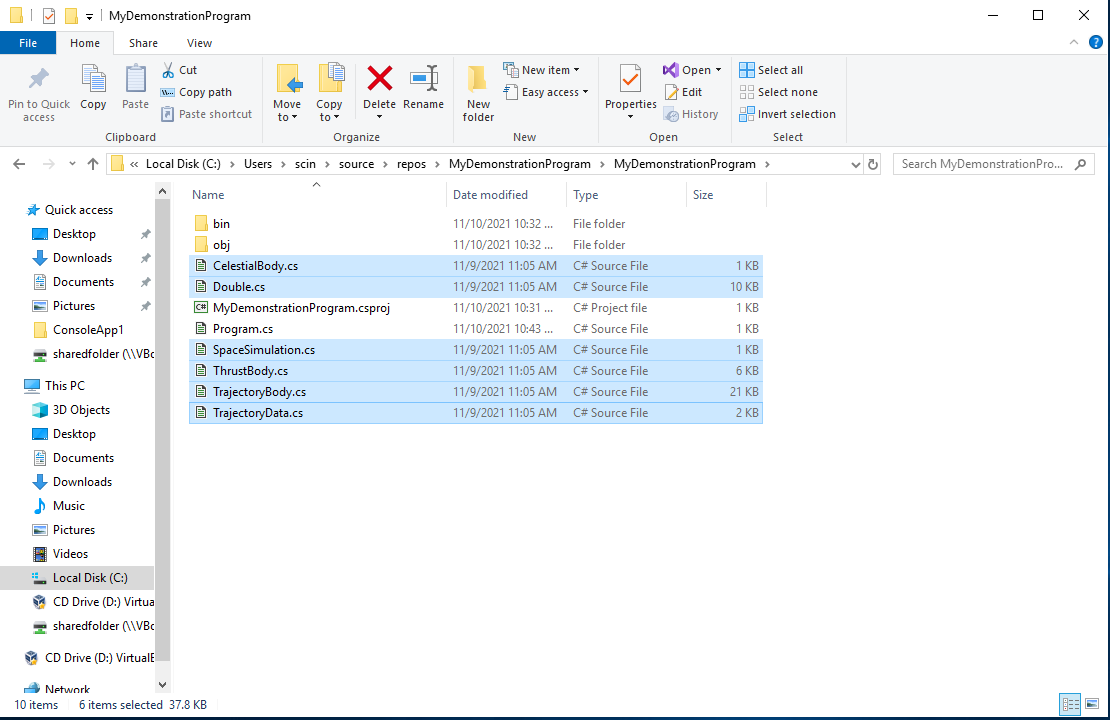 MyDemonstrationProgram
File Home Share View
Pin to Quick access
Copy
Paste
Cut
Copy path
Paste shortcut
Clipboard
Move to
Copy to
Delete
Rename
Organize
New folder
New item
Easy access
New
Properties
Open
Edit
History
Open
Select all
Select none
Invert selection
Select
« Local Disk (C:) > Users > scin > source > repos > MyDemonstrationProgram > MyDemonstrationProgram >
Search MyDemonstrationPro...
Quick access
Desktop
Downloads
Documents
Pictures
ConsoleApp1
sharedfolder (\\VBo
This PC
3D Objects
Desktop
Documents
Downloads
Music
Pictures
Videos
Local Disk (C:)
CD Drive (D:) Virtua
sharedfolder (\\VBo
CD Drive (D:) VirtualB
Network
Name Date modified Type Size
bin 11/10/2021 10:32 ... File folder
obj 11/10/2021 10:32 ... File folder
CelestialBody.cs 11/9/2021 11:05 AM C# Source File 1 KB
Double.cs 11/9/2021 11:05 AM C# Source File 10 KB
C# MyDemonstrationProgram.csproj 11/10/2021 10:31 ... C# Project file 1 KB
Program.cs 11/10/2021 10:43 ... C# Source File 1 KB
SpaceSimulation.cs 11/9/2021 11:05 AM C# Source File 1 KB
ThrustBody.cs 11/9/2021 11:05 AM C# Source File 6 KB
TrajectoryBody.cs 11/9/2021 11:05 AM C# Source File 21 KB
TrajectoryData.cs 11/9/2021 11:05 AM C# Source File 2 KB
10 items 6 items selected 37.8 KB